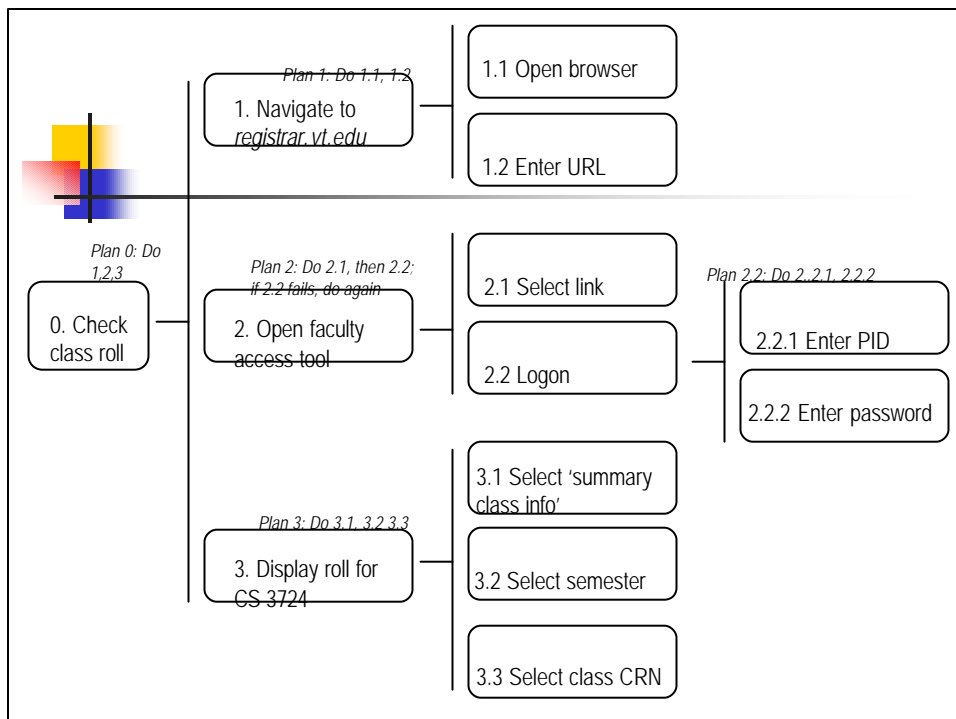 Plan 0: Do
1,2,3
0. Check
class roll
Plan 1: Do 1.1, 1.2
1. Navigate to
registrar.vt.edu
1.1 Open browser
1.2 Enter URL
Plan 2: Do 2.1, then 2.2;
if 2.2 fails, do again
2. Open faculty
access tool
2.1 Select link
2.2 Logon
Plan 2.2: Do 2..2.1, 2.2.2
2.2.1 Enter PID
2.2.2 Enter password
Plan 3: Do 3.1, 3.2 3.3
3. Display roll for
CS 3724
3.1 Select ‘summary
class info’
3.2 Select semester
3.3 Select class CRN